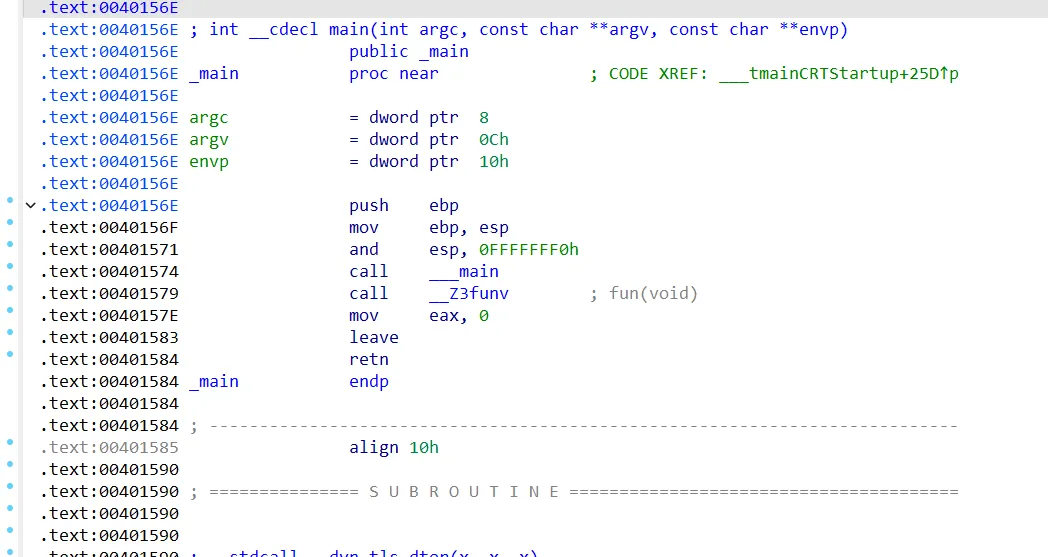 .text:0040156E
.text:0040156E ; int __cdecl main(int argc, const char **argv, const char **envp)
.text:0040156E public _main
.text:0040156E _main proc near ; CODE XREF: ___tmainCRTStartup+25D↑p
.text:0040156E
.text:0040156E argc = dword ptr 8
.text:0040156E argv = dword ptr 0Ch
.text:0040156E envp = dword ptr 10h
.text:0040156E
.text:0040156E push ebp
.text:0040156F mov ebp, esp
.text:00401571 and esp, 0FFFFFFF0h
.text:00401574 call ___main
.text:00401579 call __Z3funv ; fun(void)
.text:0040157E mov eax, 0
.text:00401583 leave
.text:00401584 retn
.text:00401584 _main endp
.text:00401584
.text:00401584 ; ---------------------------------------------------------------------------
.text:00401585 align 10h
.text:00401590
.text:00401590 ; =============== S U B R O U T I N E =======================================
.text:00401590
.text:00401590
.text:00401590 ; __stdcall __dyn_tls_dtor(x, x, x)